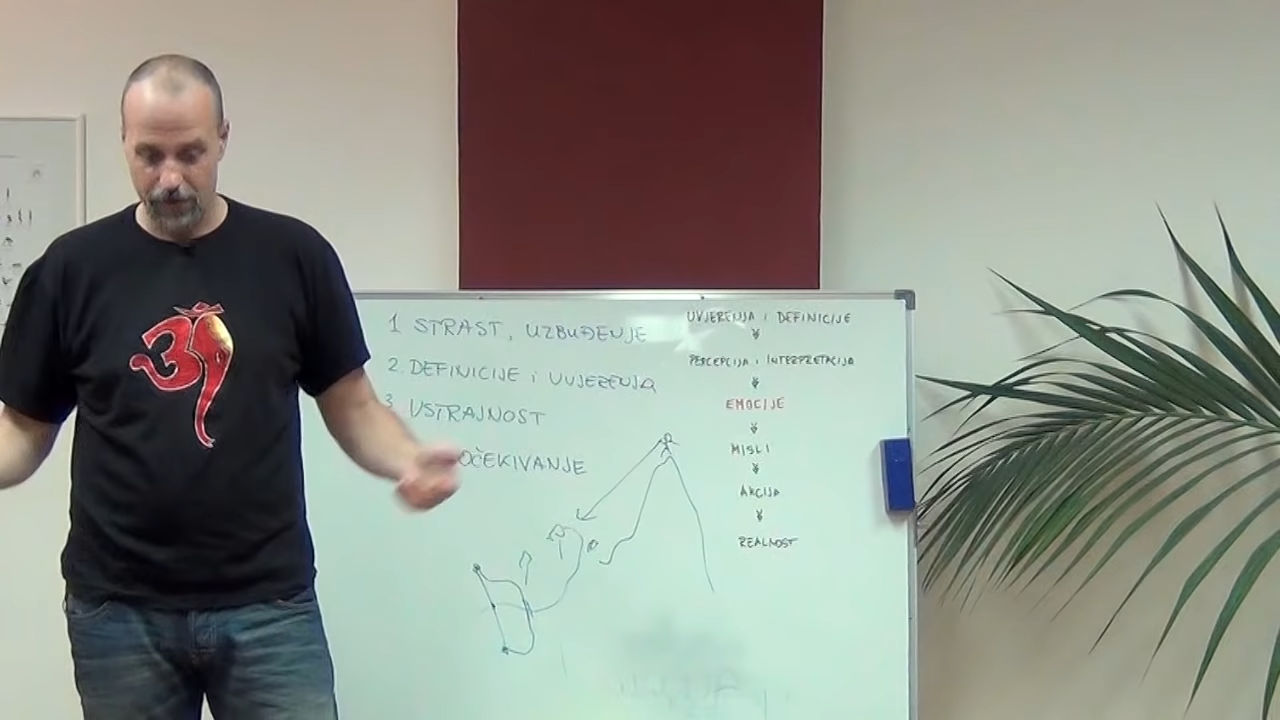 1 STRAST, UZBUĐENJE
2. DEFINICIJE i UVJERENJA
3 USTRAJNOST
OČEKIVANJE
UVJERENJA i DEFINICIJE
PERCEPCIJA i INTERPRETACIJA
EMOCIJE
MISLI
AKCIJA
REALNOST